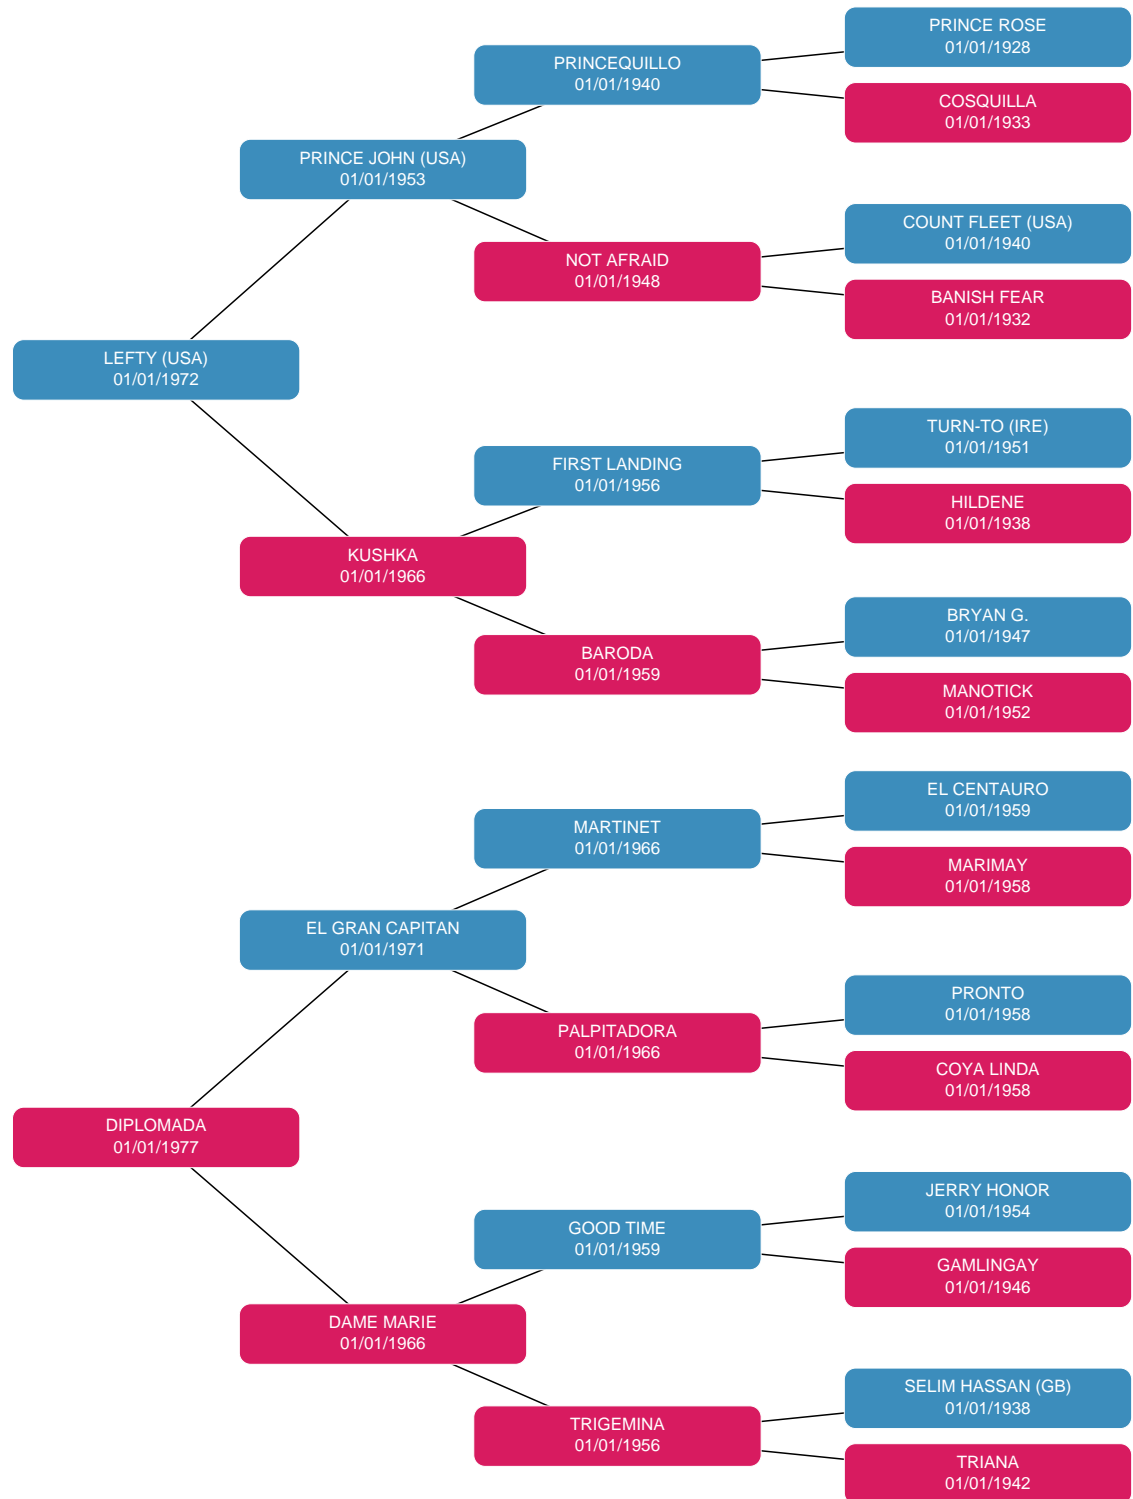 PRINCE ROSE
01/01/1928
PRINCEQUILLO
01/01/1940
COSQUILLA
01/01/1933
PRINCE JOHN (USA)
01/01/1953
COUNT FLEET (USA)
01/01/1940
NOT AFRAID
01/01/1948
BANISH FEAR
01/01/1932
LEFTY (USA)
01/01/1972
TURN-TO (IRE)
01/01/1951
FIRST LANDING
01/01/1956
HILDENE
01/01/1938
KUSHKA
01/01/1966
BRYAN G.
01/01/1947
BARODA
01/01/1959
MANOTICK
01/01/1952
EL CENTAURO
01/01/1959
MARTINET
01/01/1966
MARIMAY
01/01/1958
EL GRAN CAPITAN
01/01/1971
PRONTO
01/01/1958
PALPITADORA
01/01/1966
COYA LINDA
01/01/1958
DIPLOMADA
01/01/1977
JERRY HONOR
01/01/1954
GOOD TIME
01/01/1959
GAMLINGAY
01/01/1946
DAME MARIE
01/01/1966
SELIM HASSAN (GB)
01/01/1938
TRIGEMINA
01/01/1956
TRIANA
01/01/1942